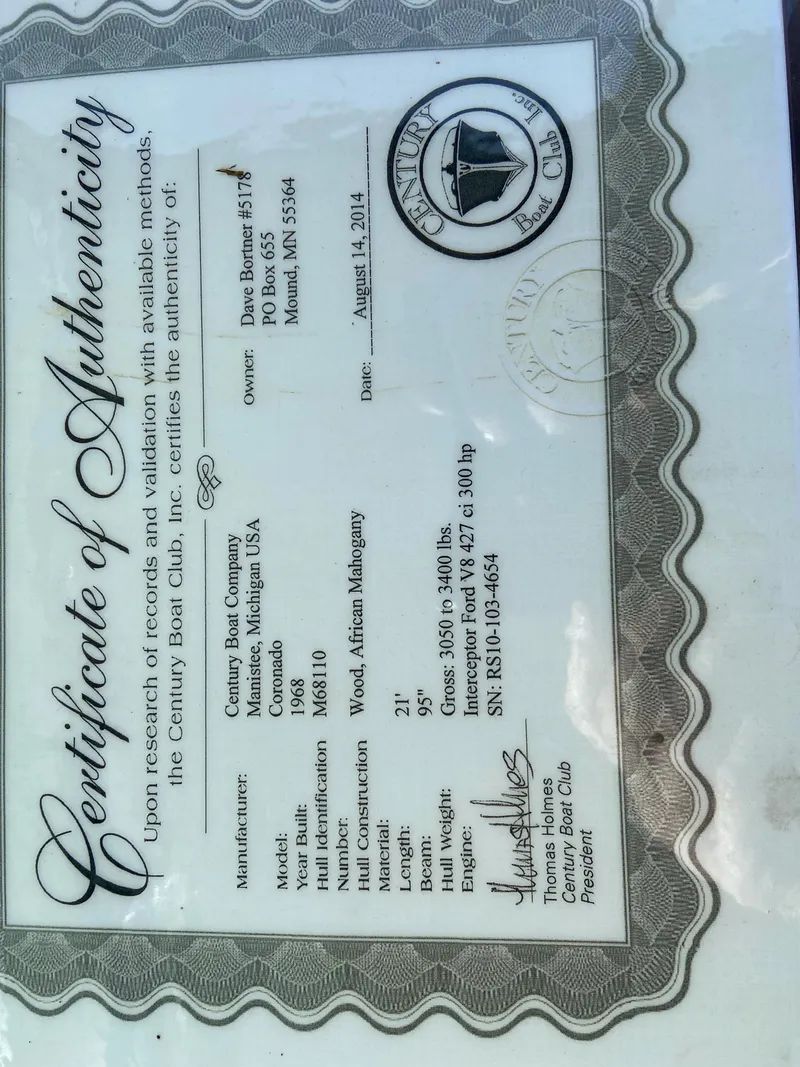 Certificate of Authenticity
Upon research of records and validation with available methods,
the Century Boat Club, Inc. certifies the authenticity of:
Manufacturer: Century Boat Company
Manistee, Michigan USA
Model: Coronado
Year Built: 1968
Hull Identification M68110
Number:
Hull Construction Wood, African Mahogany
Material:
Length: 21'
Beam: 95"
Hull Weight: Gross: 3050 to 3400 lbs.
Engine: Interceptor Ford V8 427 ci 300 hp
SN: RS10-103-4654
Owner: Dave Bortner #5178
PO Box 655
Mound, MN 55364
Date: August 14, 2014
Thomas Holmes
Century Boat Club
President
CENTURY
Boat Club Inc.
CENTURY